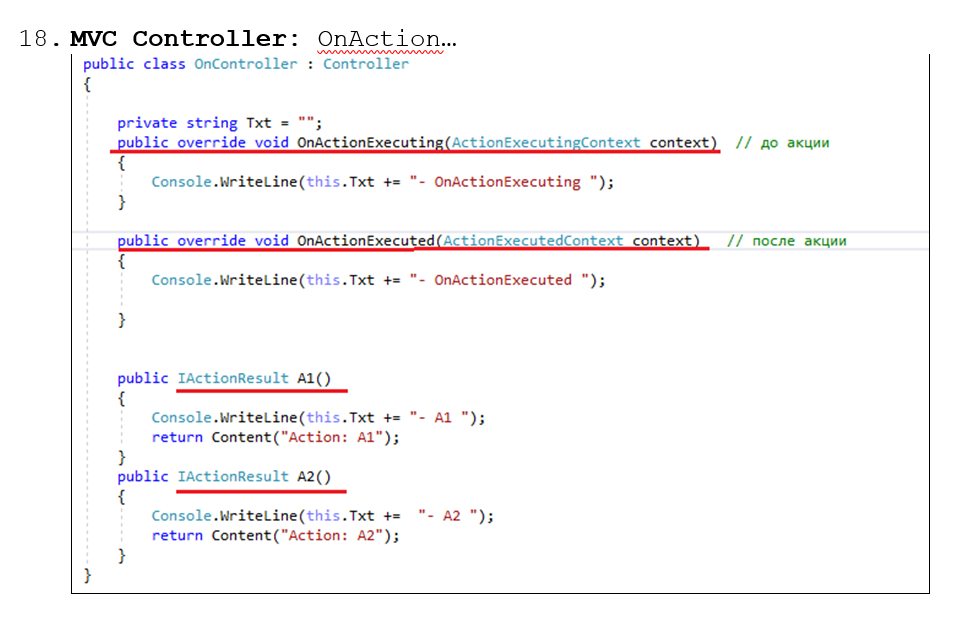 18. MVC Controller: OnAction…
public class OnController : Controller
{
private string Txt = "";
public override void OnActionExecuting(ActionExecutingContext context) // до акции
{
Console.WriteLine(this.Txt += "- OnActionExecuting ");
}
public override void OnActionExecuted(ActionExecutedContext context) // после акции
{
Console.WriteLine(this.Txt += "- OnActionExecuted ");
}
public IActionResult A1()
{
Console.WriteLine(this.Txt += "- A1 ");
return Content("Action: A1");
}
public IActionResult A2()
{
Console.WriteLine(this.Txt +=  "- A2 ");
return Content("Action: A2");
}
}